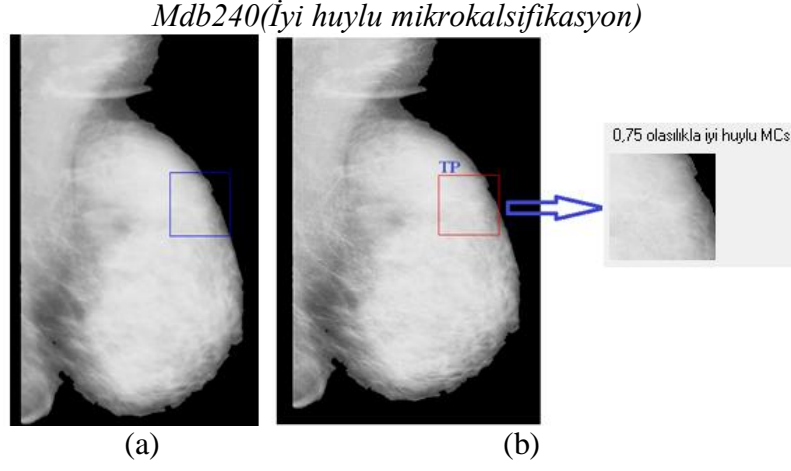 Mdb240(İyi huylu mikrokalsifikasyon)
TP
0,75 olasılıkla iyi huylu MCs
(a)
(b)